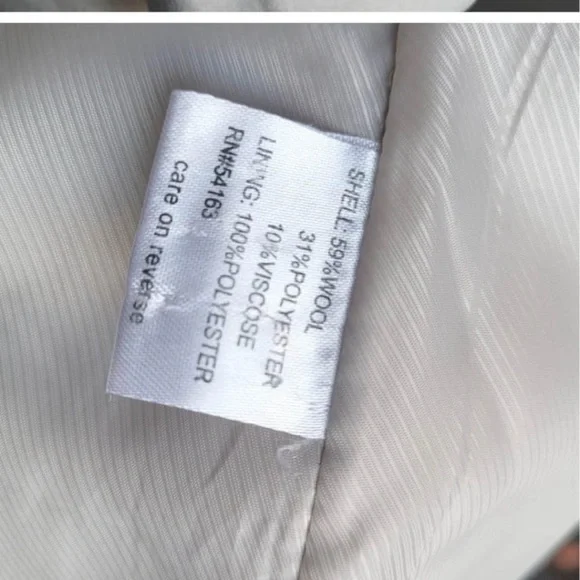 SHELL: 59%WOOL
31%POLYESTER
10%VISCOSE
LINING: 100%POLYESTER
RN#54163
care on reverse